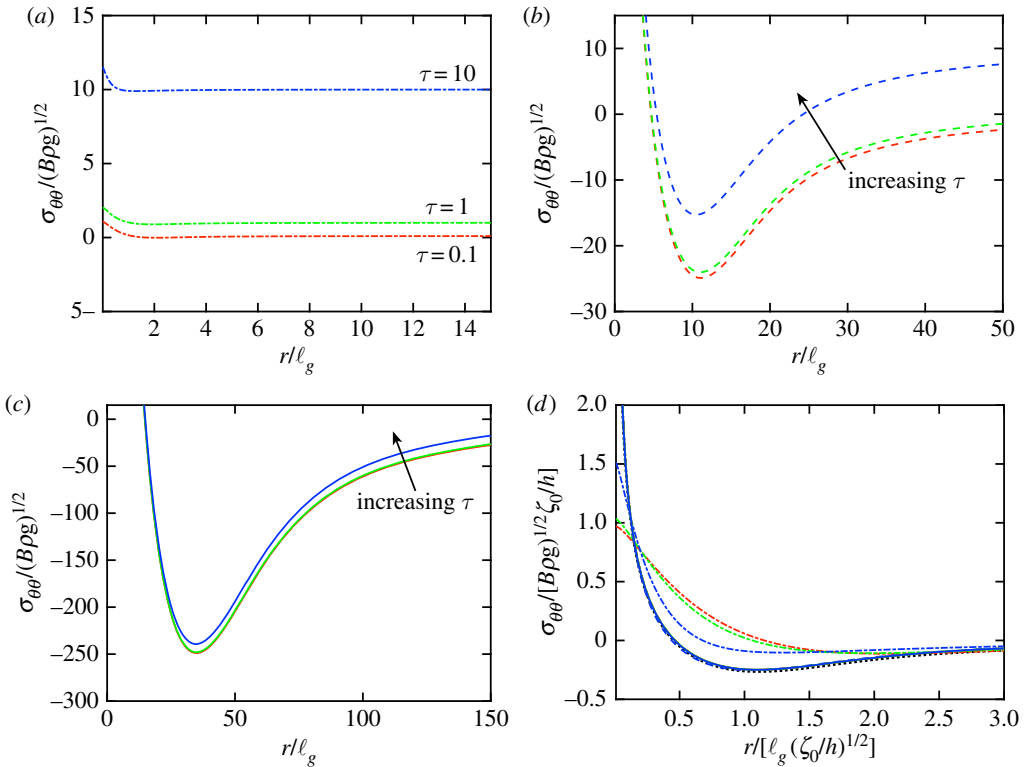 (a)
15
10
5
0
5–
σθθ/(Bρg)^1/2
τ = 10
τ = 1
τ = 0.1
2 4 6 8 10 12 14
r/ℓg
(b)
10
0
–10
–20
–30
σθθ/(Bρg)^1/2
increasing τ
0 10 20 30 40 50
r/ℓg
(c)
0
–50
–100
–150
–200
–250
–300
σθθ/(Bρg)^1/2
increasing τ
0 50 100 150
r/ℓg
(d)
2.0
1.5
1.0
0.5
0
–0.5
σθθ/[Bρg)^1/2 ζ0/h]
0.5 1.0 1.5 2.0 2.5 3.0
r/[ℓg(ζ0/h)^1/2]